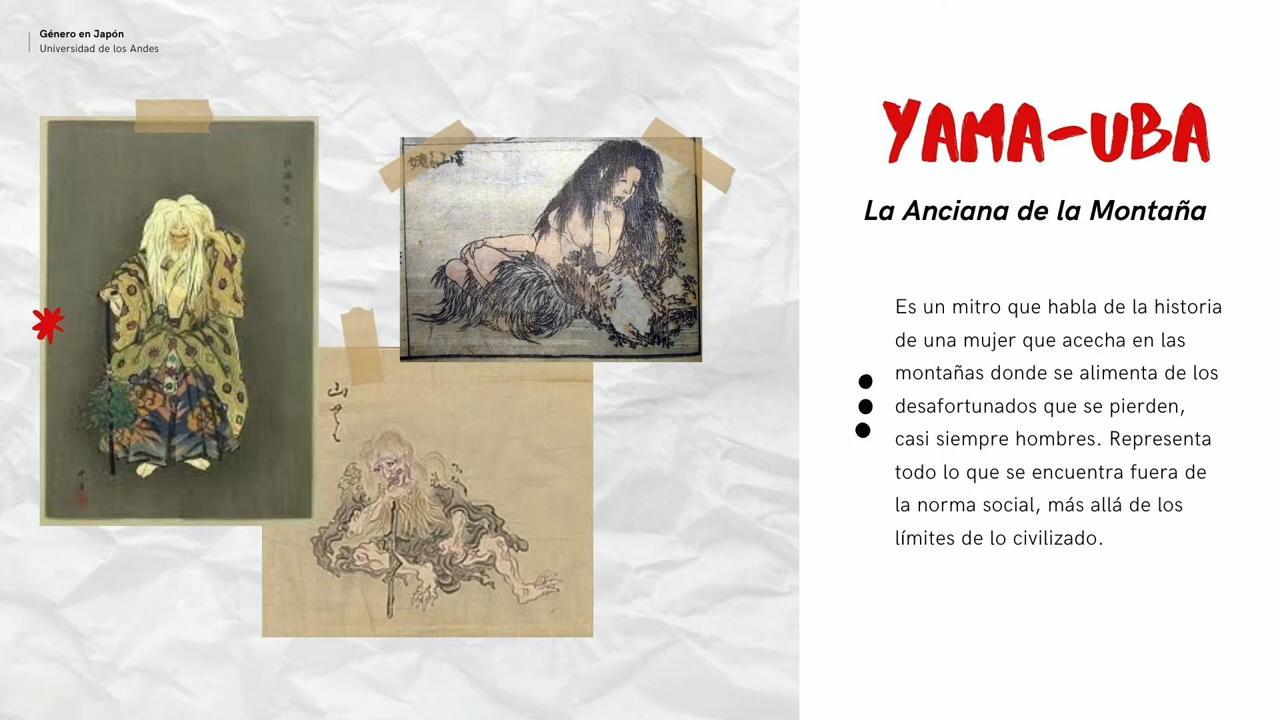 Género en Japón
Universidad de los Andes
YAMA-UBA
La Anciana de la Montaña
Es un mitro que habla de la historia
de una mujer que acecha en las
montañas donde se alimenta de los
desafortunados que se pierden,
casi siempre hombres. Representa
todo lo que se encuentra fuera de
la norma social, más allá de los
límites de lo civilizado.
山